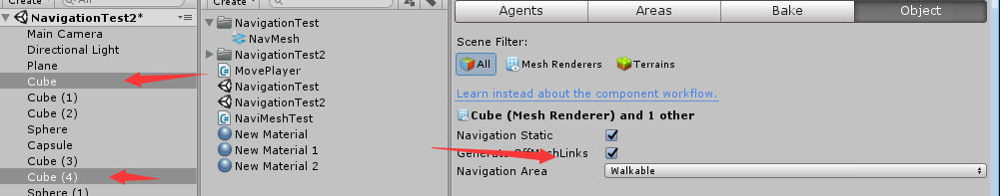 Create
NavigationTest2*
Main Camera
Directional Light
Plane
Cube
Cube (1)
Cube (2)
Sphere
Capsule
Cube (3)
Cube (4)
Sphere (1)
Create
NavigationTest
NavMesh
NavigationTest2
MovePlayer
NavigationTest
NavigationTest2
NaviMeshTest
New Material
New Material 1
New Material 2
Agents
Areas
Bake
Object
Scene Filter:
All
Mesh Renderers
Terrains
Learn instead about the component workflow.
Cube (Mesh Renderer) and 1 other
Navigation Static
Generate OffMeshLinks
Navigation Area
Walkable